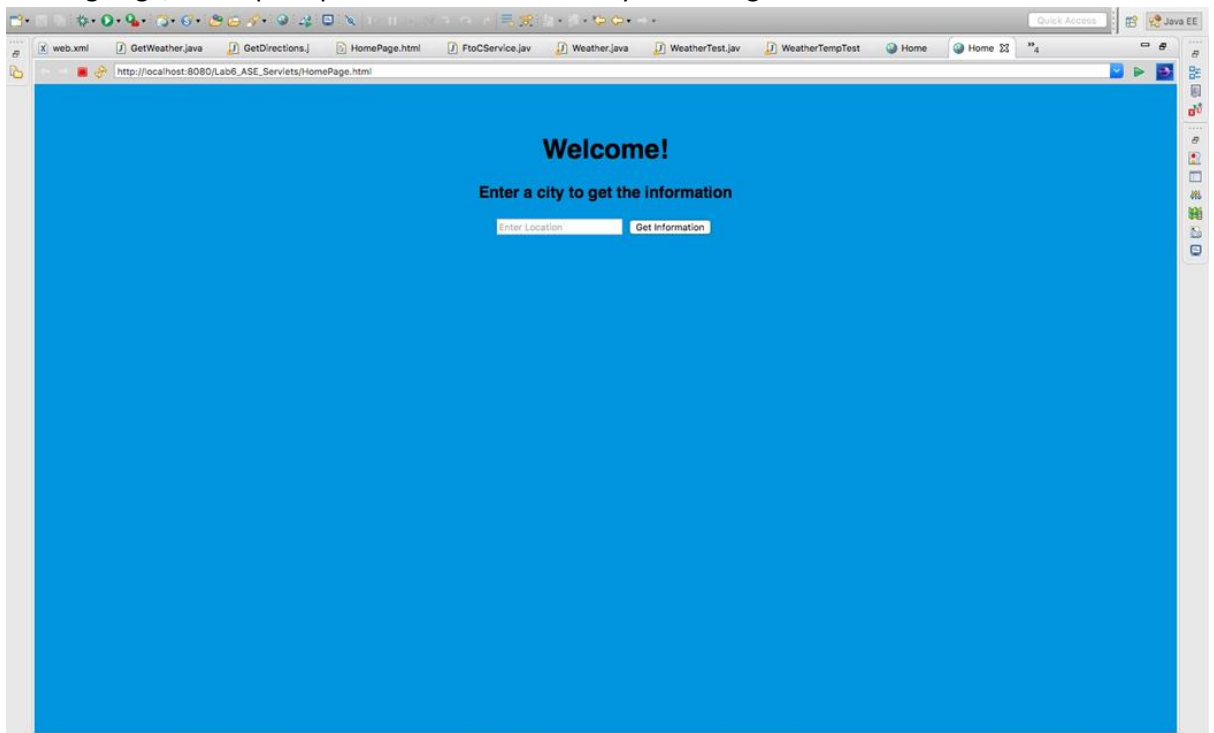 Quick Access
Java EE
web.xml
GetWeather.java
GetDirections.j
HomePage.html
FtoCService.jav
Weather.java
WeatherTest.jav
WeatherTempTest
Home
Home
"4
http://localhost:8080/Lab6_ASE_Servlets/HomePage.html
Welcome!
Enter a city to get the information
Enter Location
Get Information